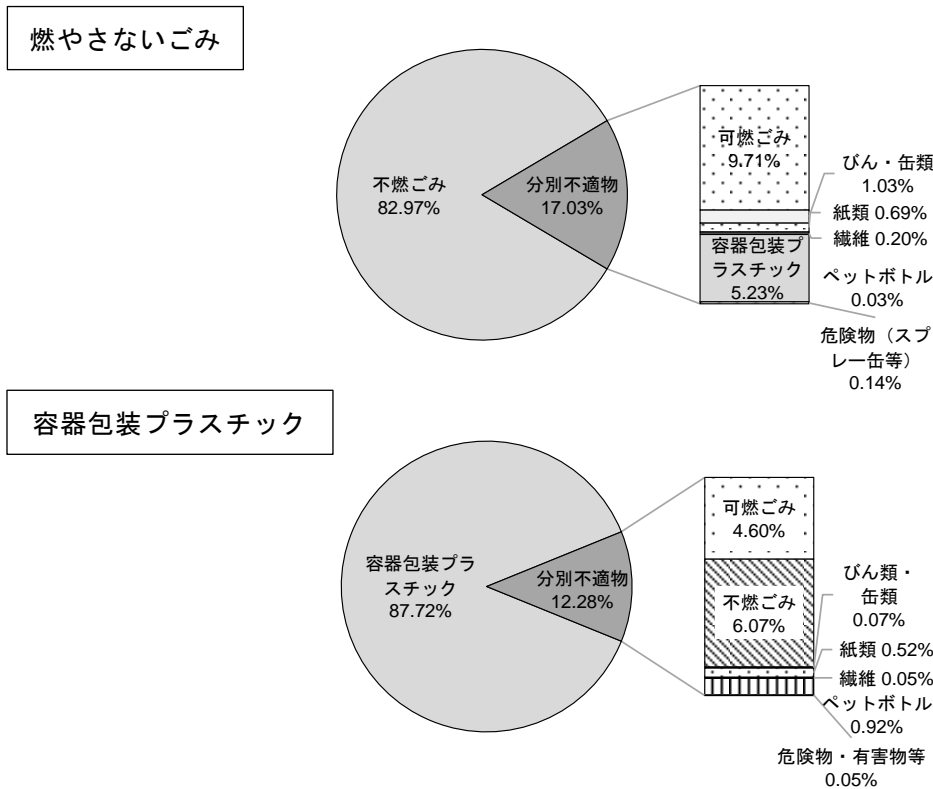 燃やさないごみ
不燃ごみ
82.97%
分別不適物
17.03%
可燃ごみ
9.71%
びん・缶類
1.03%
紙類 0.69%
繊維 0.20%
容器包装プ
ラスチック
5.23%
ペットボトル
0.03%
危険物（スプ
レー缶等）
0.14%
容器包装プラスチック
容器包装プラ
スチック
87.72%
分別不適物
12.28%
可燃ごみ
4.60%
不燃ごみ
6.07%
びん類・
缶類
0.07%
紙類 0.52%
繊維 0.05%
ペットボトル
0.92%
危険物・有害物等
0.05%